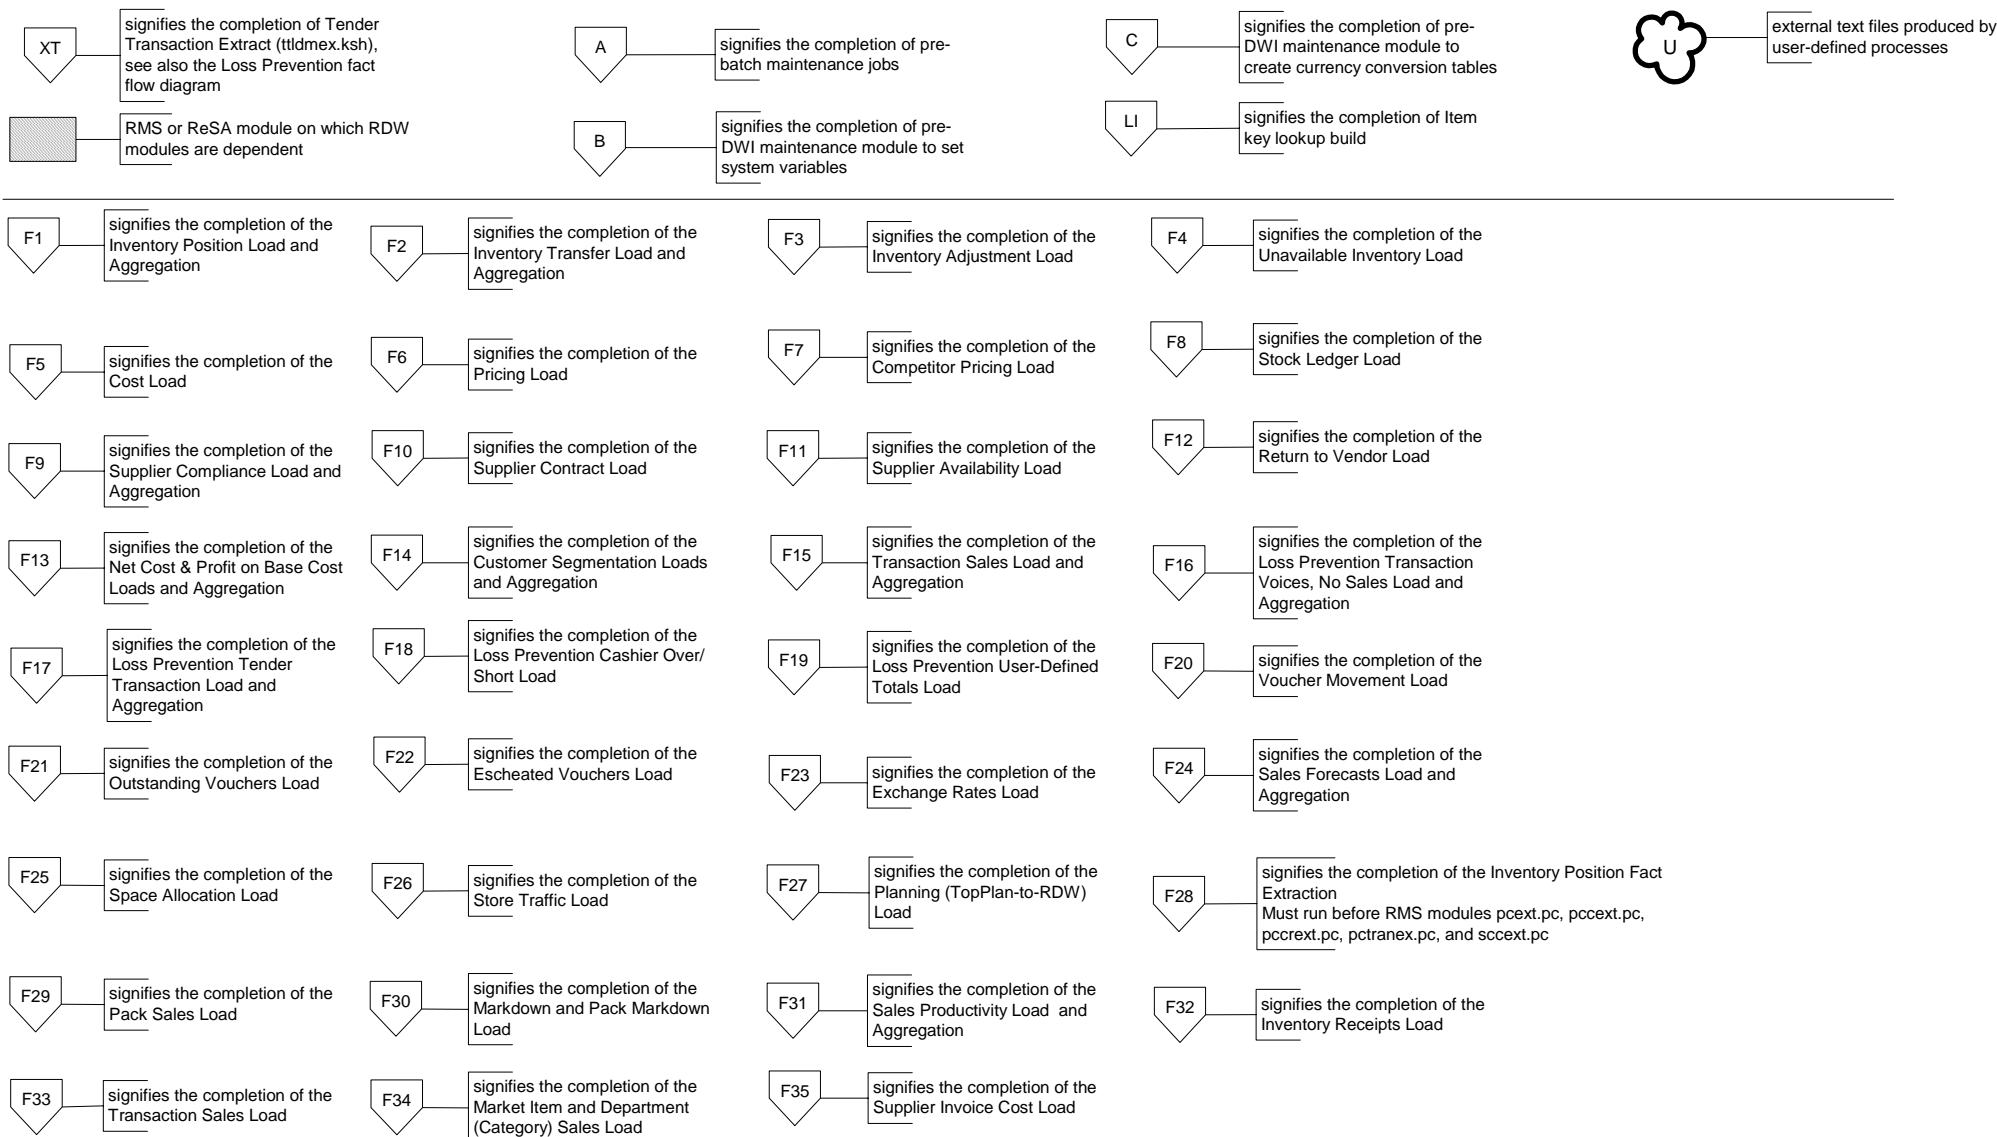 XT
signifies the completion of Tender
Transaction Extract (ttldmex.ksh),
see also the Loss Prevention fact
flow diagram
A
signifies the completion of pre-
batch maintenance jobs
C
signifies the completion of pre-
DWI maintenance module to
create currency conversion tables
U
external text files produced by
user-defined processes
RMS or ReSA module on which RDW
modules are dependent
B
signifies the completion of pre-
DWI maintenance module to set
system variables
LI
signifies the completion of Item
key lookup build
F1
signifies the completion of the
Inventory Position Load and
Aggregation
F2
signifies the completion of the
Inventory Transfer Load and
Aggregation
F3
signifies the completion of the
Inventory Adjustment Load
F4
signifies the completion of the
Unavailable Inventory Load
F5
signifies the completion of the
Cost Load
F6
signifies the completion of the
Pricing Load
F7
signifies the completion of the
Competitor Pricing Load
F8
signifies the completion of the
Stock Ledger Load
F9
signifies the completion of the
Supplier Compliance Load and
Aggregation
F10
signifies the completion of the
Supplier Contract Load
F11
signifies the completion of the
Supplier Availability Load
F12
signifies the completion of the
Return to Vendor Load
F13
signifies the completion of the
Net Cost & Profit on Base Cost
Loads and Aggregation
F14
signifies the completion of the
Customer Segmentation Loads
and Aggregation
F15
signifies the completion of the
Transaction Sales Load and
Aggregation
F16
signifies the completion of the
Loss Prevention Transaction
Voices, No Sales Load and
Aggregation
F17
signifies the completion of the
Loss Prevention Tender
Transaction Load and
Aggregation
F18
signifies the completion of the
Loss Prevention Cashier Over/
Short Load
F19
signifies the completion of the
Loss Prevention User-Defined
Totals Load
F20
signifies the completion of the
Voucher Movement Load
F21
signifies the completion of the
Outstanding Vouchers Load
F22
signifies the completion of the
Escheated Vouchers Load
F23
signifies the completion of the
Exchange Rates Load
F24
signifies the completion of the
Sales Forecasts Load and
Aggregation
F25
signifies the completion of the
Space Allocation Load
F26
signifies the completion of the
Store Traffic Load
F27
signifies the completion of the
Planning (TopPlan-to-RDW)
Load
F28
signifies the completion of the Inventory Position Fact
Extraction
Must run before RMS modules pcext.pc, pccext.pc,
pccrext.pc, pctranex.pc, and sccext.pc
F29
signifies the completion of the
Pack Sales Load
F30
signifies the completion of the
Markdown and Pack Markdown
Load
F31
signifies the completion of the
Sales Productivity Load and
Aggregation
F32
signifies the completion of the
Inventory Receipts Load
F33
signifies the completion of the
Transaction Sales Load
F34
signifies the completion of the
Market Item and Department
(Category) Sales Load
F35
signifies the completion of the
Supplier Invoice Cost Load